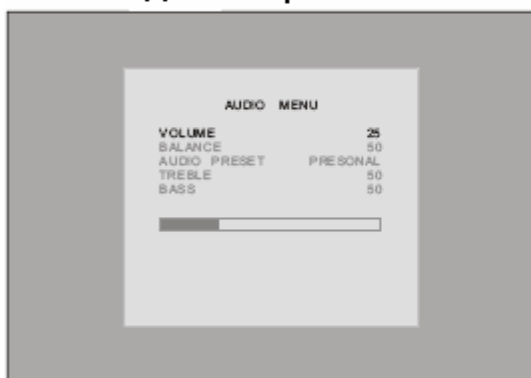 AUDIO MENU
VOLUME 25
BALANCE 50
AUDIO PRESET PRESONAL
TREBLE 50
BASS 50